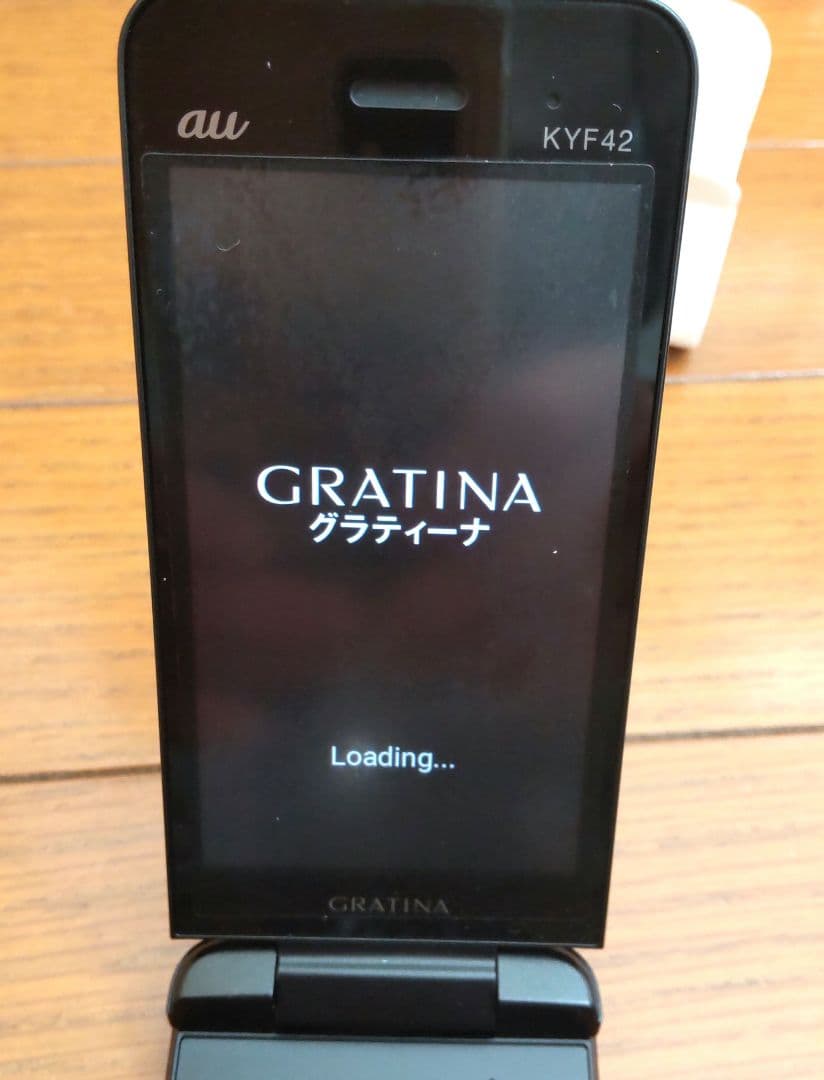 au
KYF42
GRATINA
グラティーナ
Loading...
GRATINA